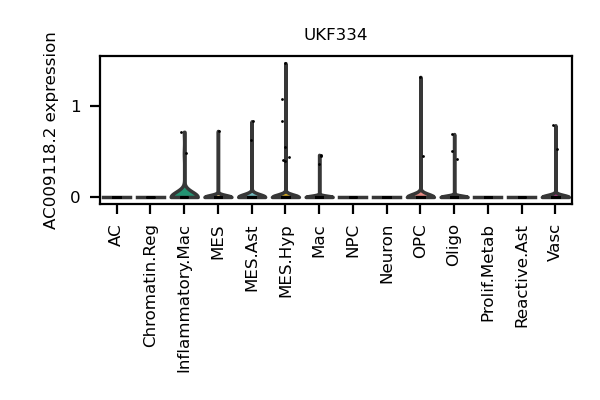 UKF334
AC009118.2 expression
1
0
AC
Chromatin.Reg
Inflammatory.Mac
MES
MES.Ast
MES.Hyp
Mac
NPC
Neuron
OPC
Oligo
Prolif.Metab
Reactive.Ast
Vasc